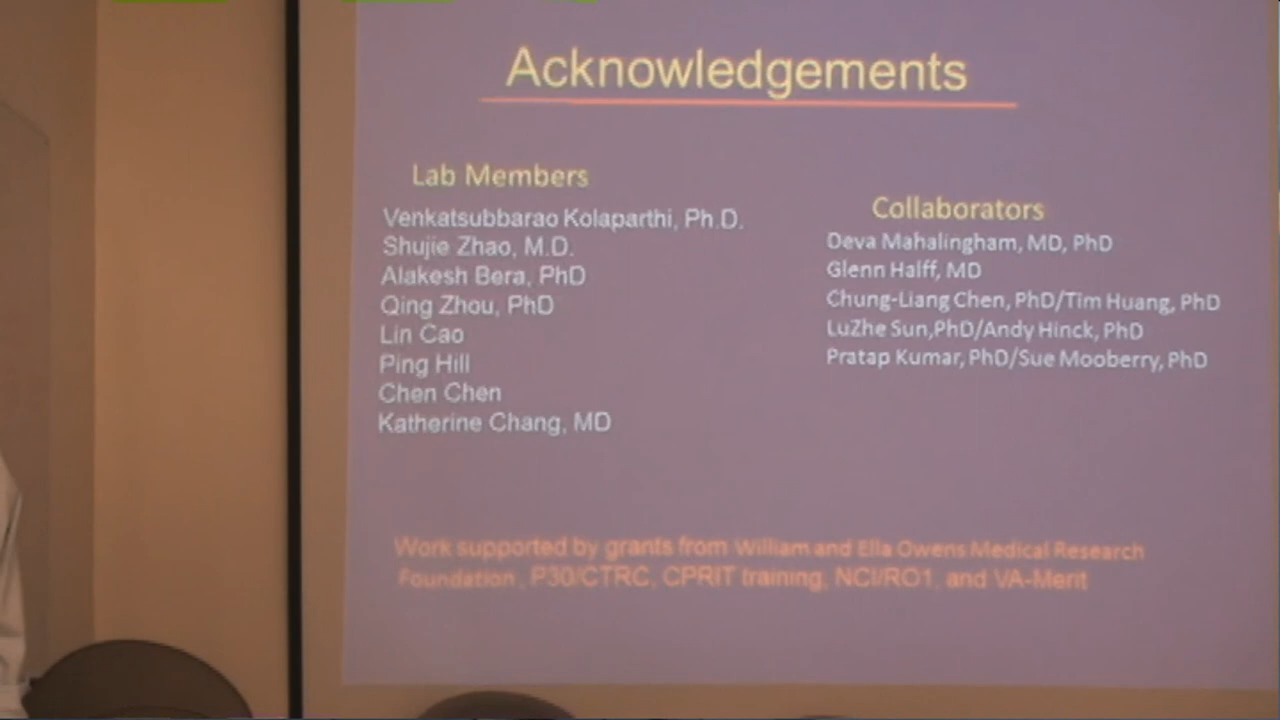 Acknowledgements
Lab Members
Venkatsubbarao Kolaparthi, Ph.D.
Shujie Zhao, M.D.
Alakesh Bera, PhD
Qing Zhou, PhD
Lin Cao
Ping Hill
Chen Chen
Katherine Chang, MD
Collaborators
Deva Mahalingham, MD, PhD
Glenn Halff, MD
Chung-Liang Chen, PhD/Tim Huang, PhD
LuZhe Sun,PhD/Andy Hinck, PhD
Pratap Kumar, PhD/Sue Mooberry, PhD
Work supported by grants from William and Ella Owens Medical Research
Foundation , P30/CTRC, CPRIT training, NCI/RO1, and VA-Merit